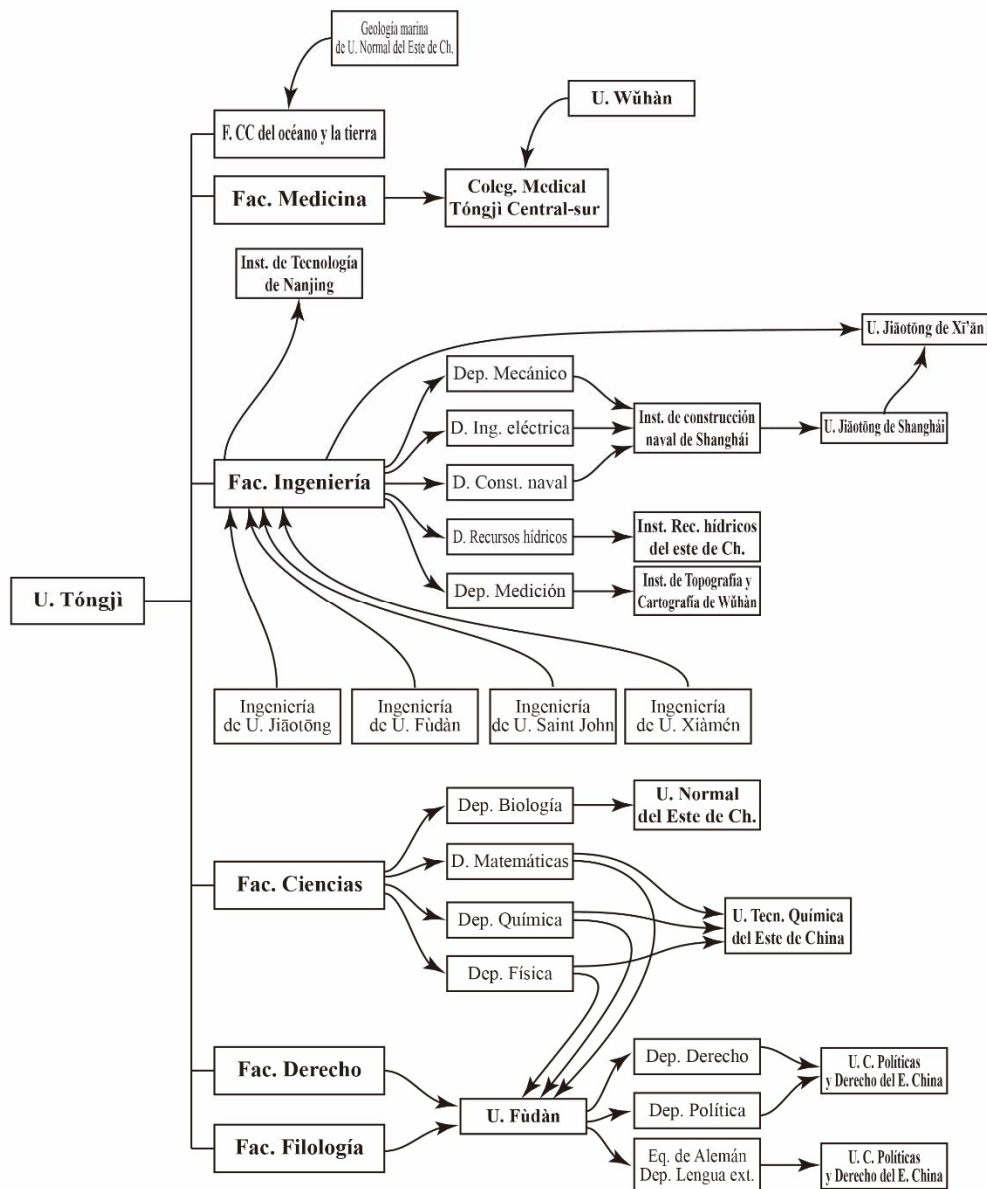 Geología marina
de U. Normal del Este de Ch.
U. Wǔhàn
F. CC del océano y la tierra
Fac. Medicina
Coleg. Medical
Tóngjì Central-sur
Inst. de Tecnología
de Nanjing
U. Jiāotōng de Xī'ān
Dep. Mecánico
D. Ing. eléctrica
Inst. de construcción
naval de Shanghái
U. Jiāotōng de Shanghái
Fac. Ingeniería
D. Const. naval
D. Recursos hídricos
Inst. Rec. hídricos
del este de Ch.
Dep. Medición
Inst. de Topografía y
Cartografía de Wǔhàn
U. Tóngjì
Ingeniería
de U. Jiāotōng
Ingeniería
de U. Fùdàn
Ingeniería
de U. Saint John
Ingeniería
de U. Xiàmén
Dep. Biología
U. Normal
del Este de Ch.
D. Matemáticas
Fac. Ciencias
Dep. Química
U. Tecn. Química
del Este de China
Dep. Física
Fac. Derecho
Dep. Derecho
U. C. Políticas
y Derecho del E. China
U. Fùdàn
Dep. Política
Fac. Filología
Eq. de Alemán
Dep. Lengua ext.
U. C. Políticas
y Derecho del E. China